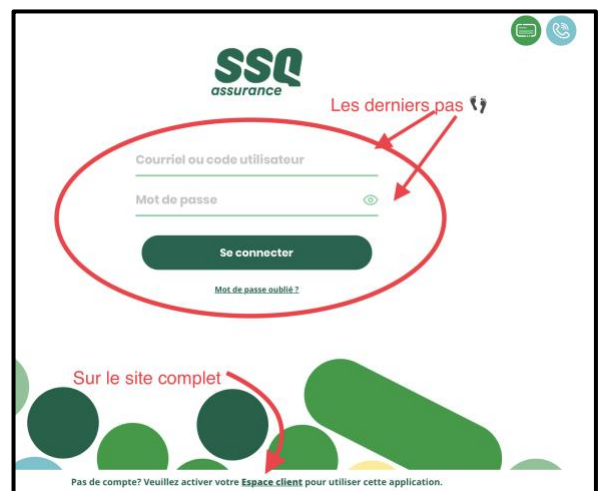 SSQ
assurance
Les derniers pas 👣
Courriel ou code utilisateur
Mot de passe
Se connecter
Mot de passe oublié ?
Sur le site complet
Pas de compte? Veuillez activer votre Espace client pour utiliser cette application.